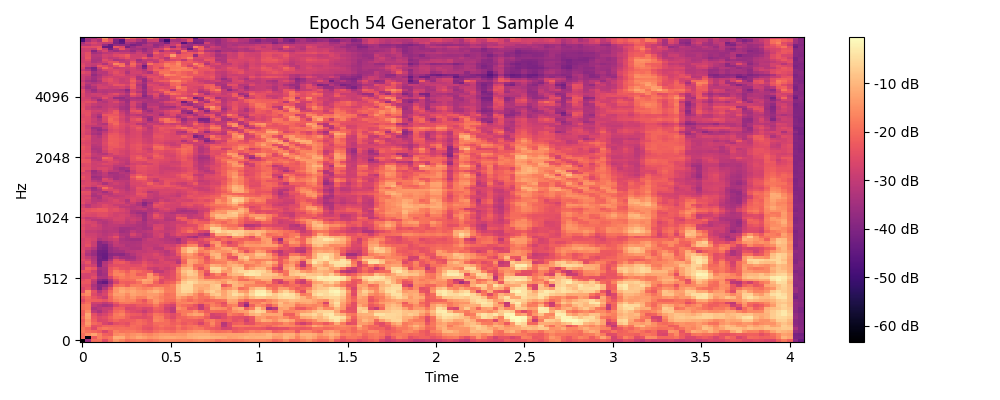 Epoch 54 Generator 1 Sample 4
Hz
4096
2048
1024
512
0
0
0.5
1
1.5
2
2.5
3
3.5
4
Time
-10 dB
-20 dB
-30 dB
-40 dB
-50 dB
-60 dB